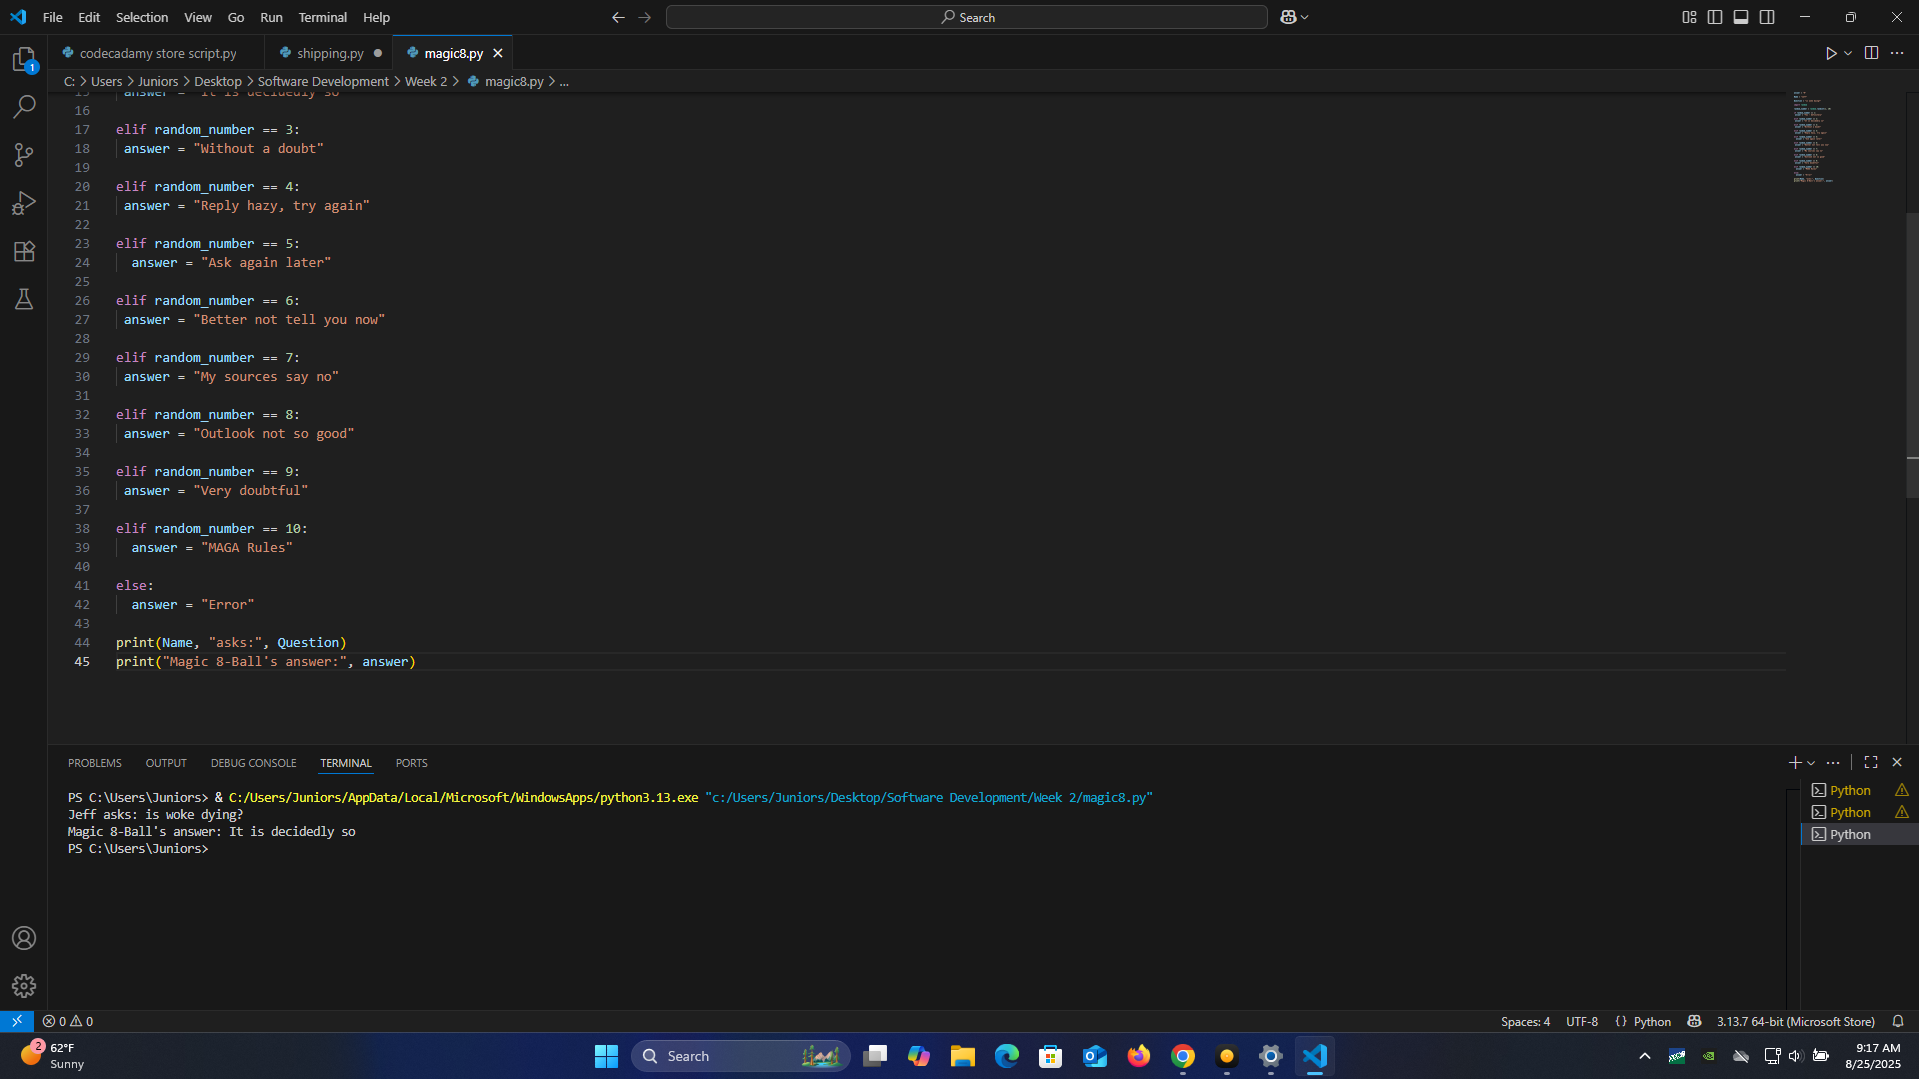 File Edit Selection View Go Run Terminal Help
Search
codecadamy store script.py shipping.py magic8.py
C: > Users > Juniors > Desktop > Software Development > Week 2 > magic8.py > ...
15 answer = "It is decidedly so"
16
17 elif random_number == 3:
18 answer = "Without a doubt"
19
20 elif random_number == 4:
21 answer = "Reply hazy, try again"
22
23 elif random_number == 5:
24 answer = "Ask again later"
25
26 elif random_number == 6:
27 answer = "Better not tell you now"
28
29 elif random_number == 7:
30 answer = "My sources say no"
31
32 elif random_number == 8:
33 answer = "Outlook not so good"
34
35 elif random_number == 9:
36 answer = "Very doubtful"
37
38 elif random_number == 10:
39 answer = "MAGA Rules"
40
41 else:
42 answer = "Error"
43
44 print(Name, "asks:", Question)
45 print("Magic 8-Ball's answer:", answer)
PROBLEMS OUTPUT DEBUG CONSOLE TERMINAL PORTS
PS C:\Users\Juniors> & C:/Users/Juniors/AppData/Local/Microsoft/WindowsApps/python3.13.exe "c:/Users/Juniors/Desktop/Software Development/Week 2/magic8.py"
Jeff asks: is woke dying?
Magic 8-Ball's answer: It is decidedly so
PS C:\Users\Juniors>
Python
Python
Python
1
0 0
Spaces: 4 UTF-8 {} Python 3.13.7 64-bit (Microsoft Store)
2 62°F
Sunny
Search
9:17 AM
8/25/2025